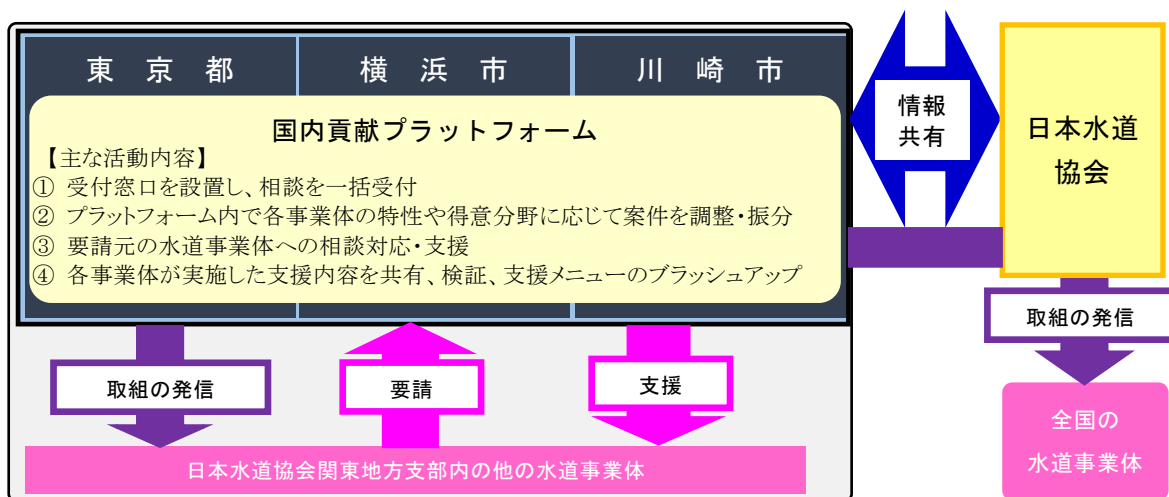 東京都
横浜市
川崎市
国内貢献プラットフォーム
【主な活動内容】
① 受付窓口を設置し、相談を一括受付
② プラットフォーム内で各事業体の特性や得意分野に応じて案件を調整・振分
③ 要請元の水道事業体への相談対応・支援
④ 各事業体が実施した支援内容を共有、検証、支援メニューのブラッシュアップ
情報
共有
日本水道
協会
取組の発信
要請
支援
取組の発信
日本水道協会関東地方支部内の他の水道事業体
全国の
水道事業体